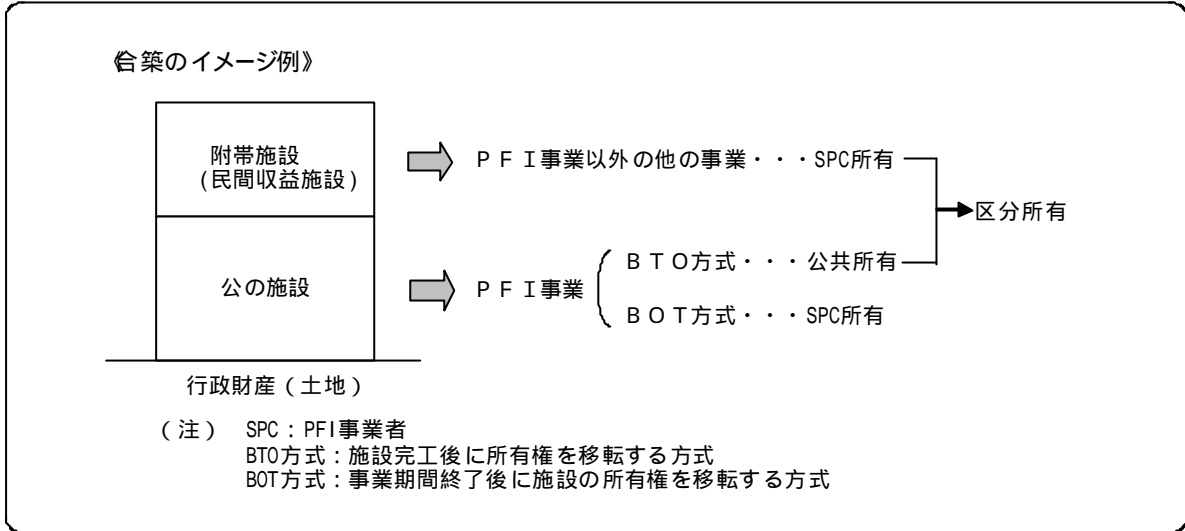 《合築のイメージ例》
附帯施設
(民間収益施設)
ＰＦＩ事業以外の他の事業・・・SPC所有
区分所有
公の施設
ＰＦＩ事業
ＢＴＯ方式・・・公共所有
ＢＯＴ方式・・・SPC所有
行政財産（土地）
（注） SPC：PFI事業者
BTO方式：施設完工後に所有権を移転する方式
BOT方式：事業期間終了後に施設の所有権を移転する方式